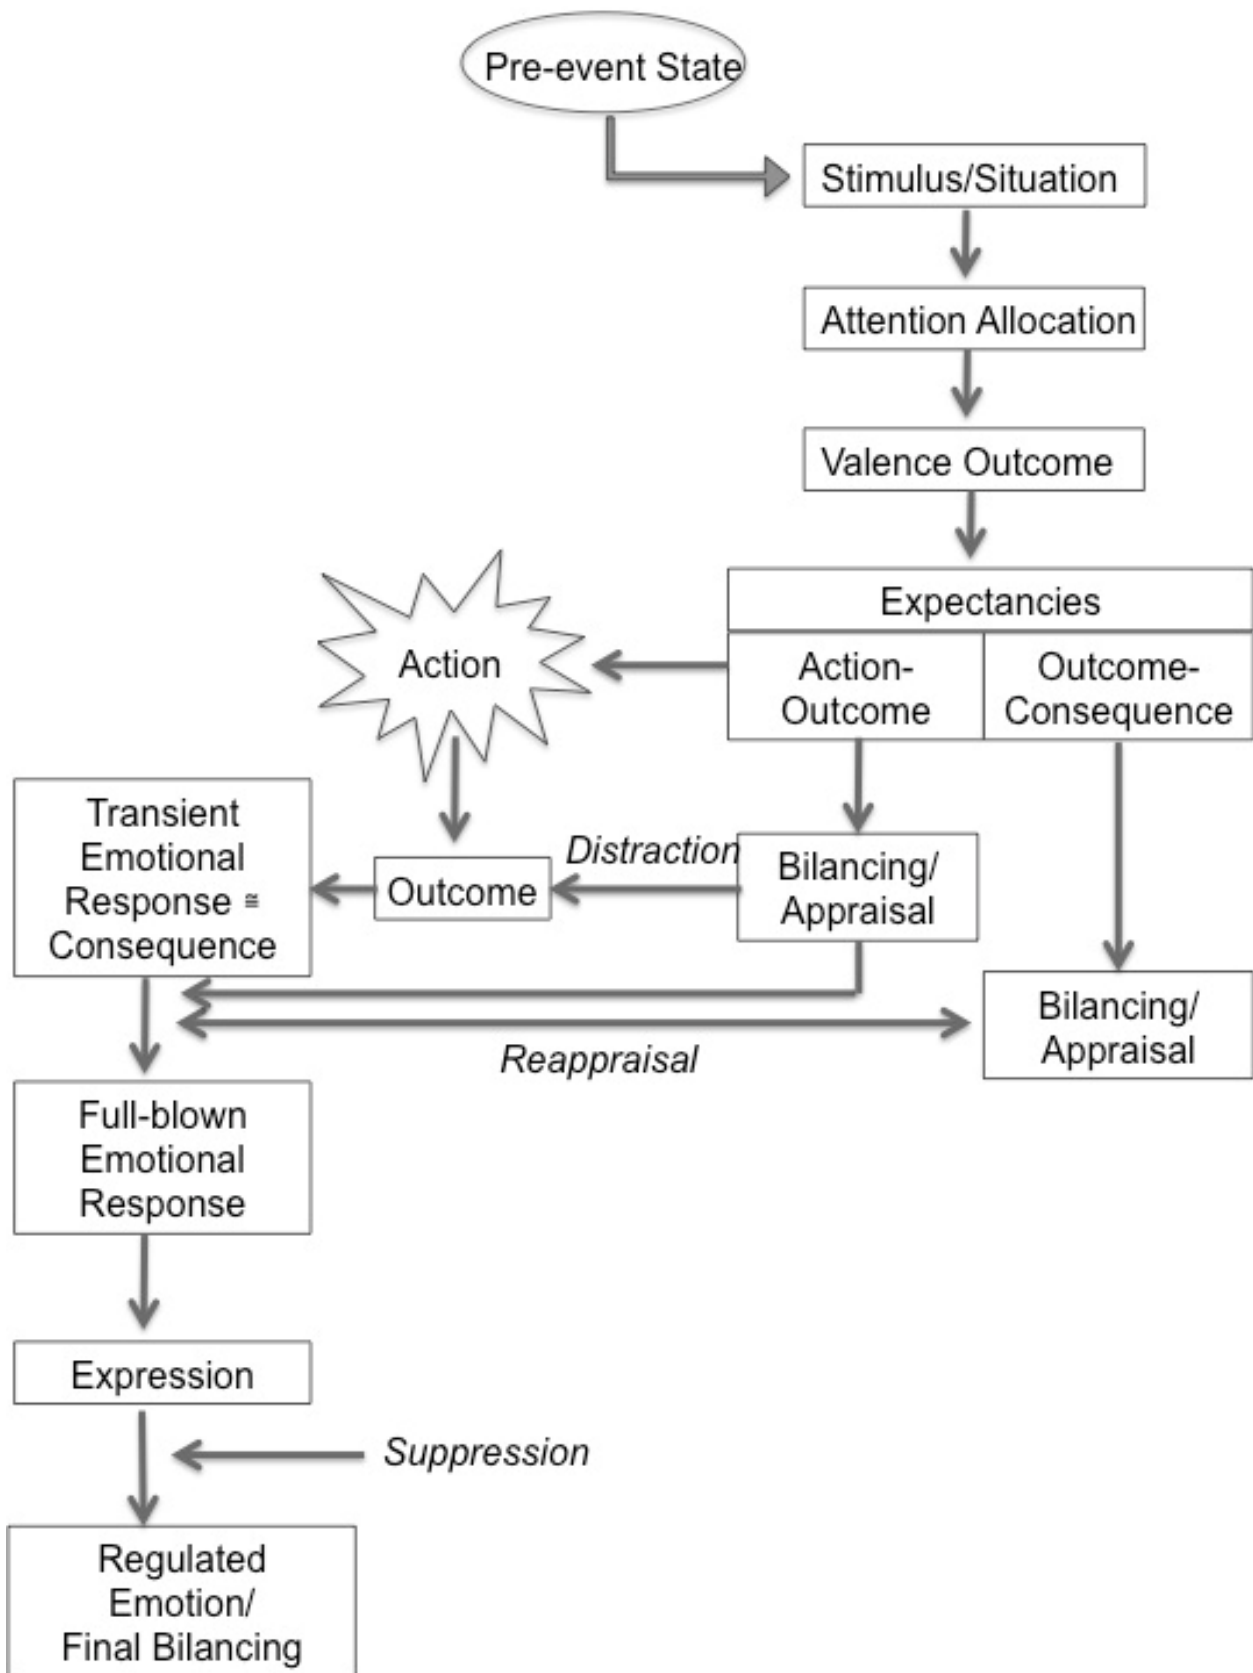 Pre-event State
Stimulus/Situation
Attention Allocation
Valence Outcome
Expectancies
Action-
Outcome
Outcome-
Consequence
Action
Transient
Emotional
Response ≅
Consequence
Outcome
Distraction
Bilancing/
Appraisal
Bilancing/
Appraisal
Reappraisal
Full-blown
Emotional
Response
Expression
Suppression
Regulated
Emotion/
Final Bilancing